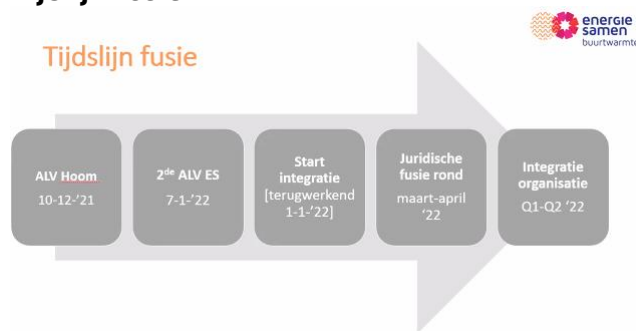 energie
samen
buurtwarmte
Tijdslijn fusie
ALV Hoom
10-12-'21
2de ALV ES
7-1-'22
Start
integratie
[terugwerkend
1-1-'22]
Juridische
fusie rond
maart-april
'22
Integratie
organisatie
Q1-Q2 '22